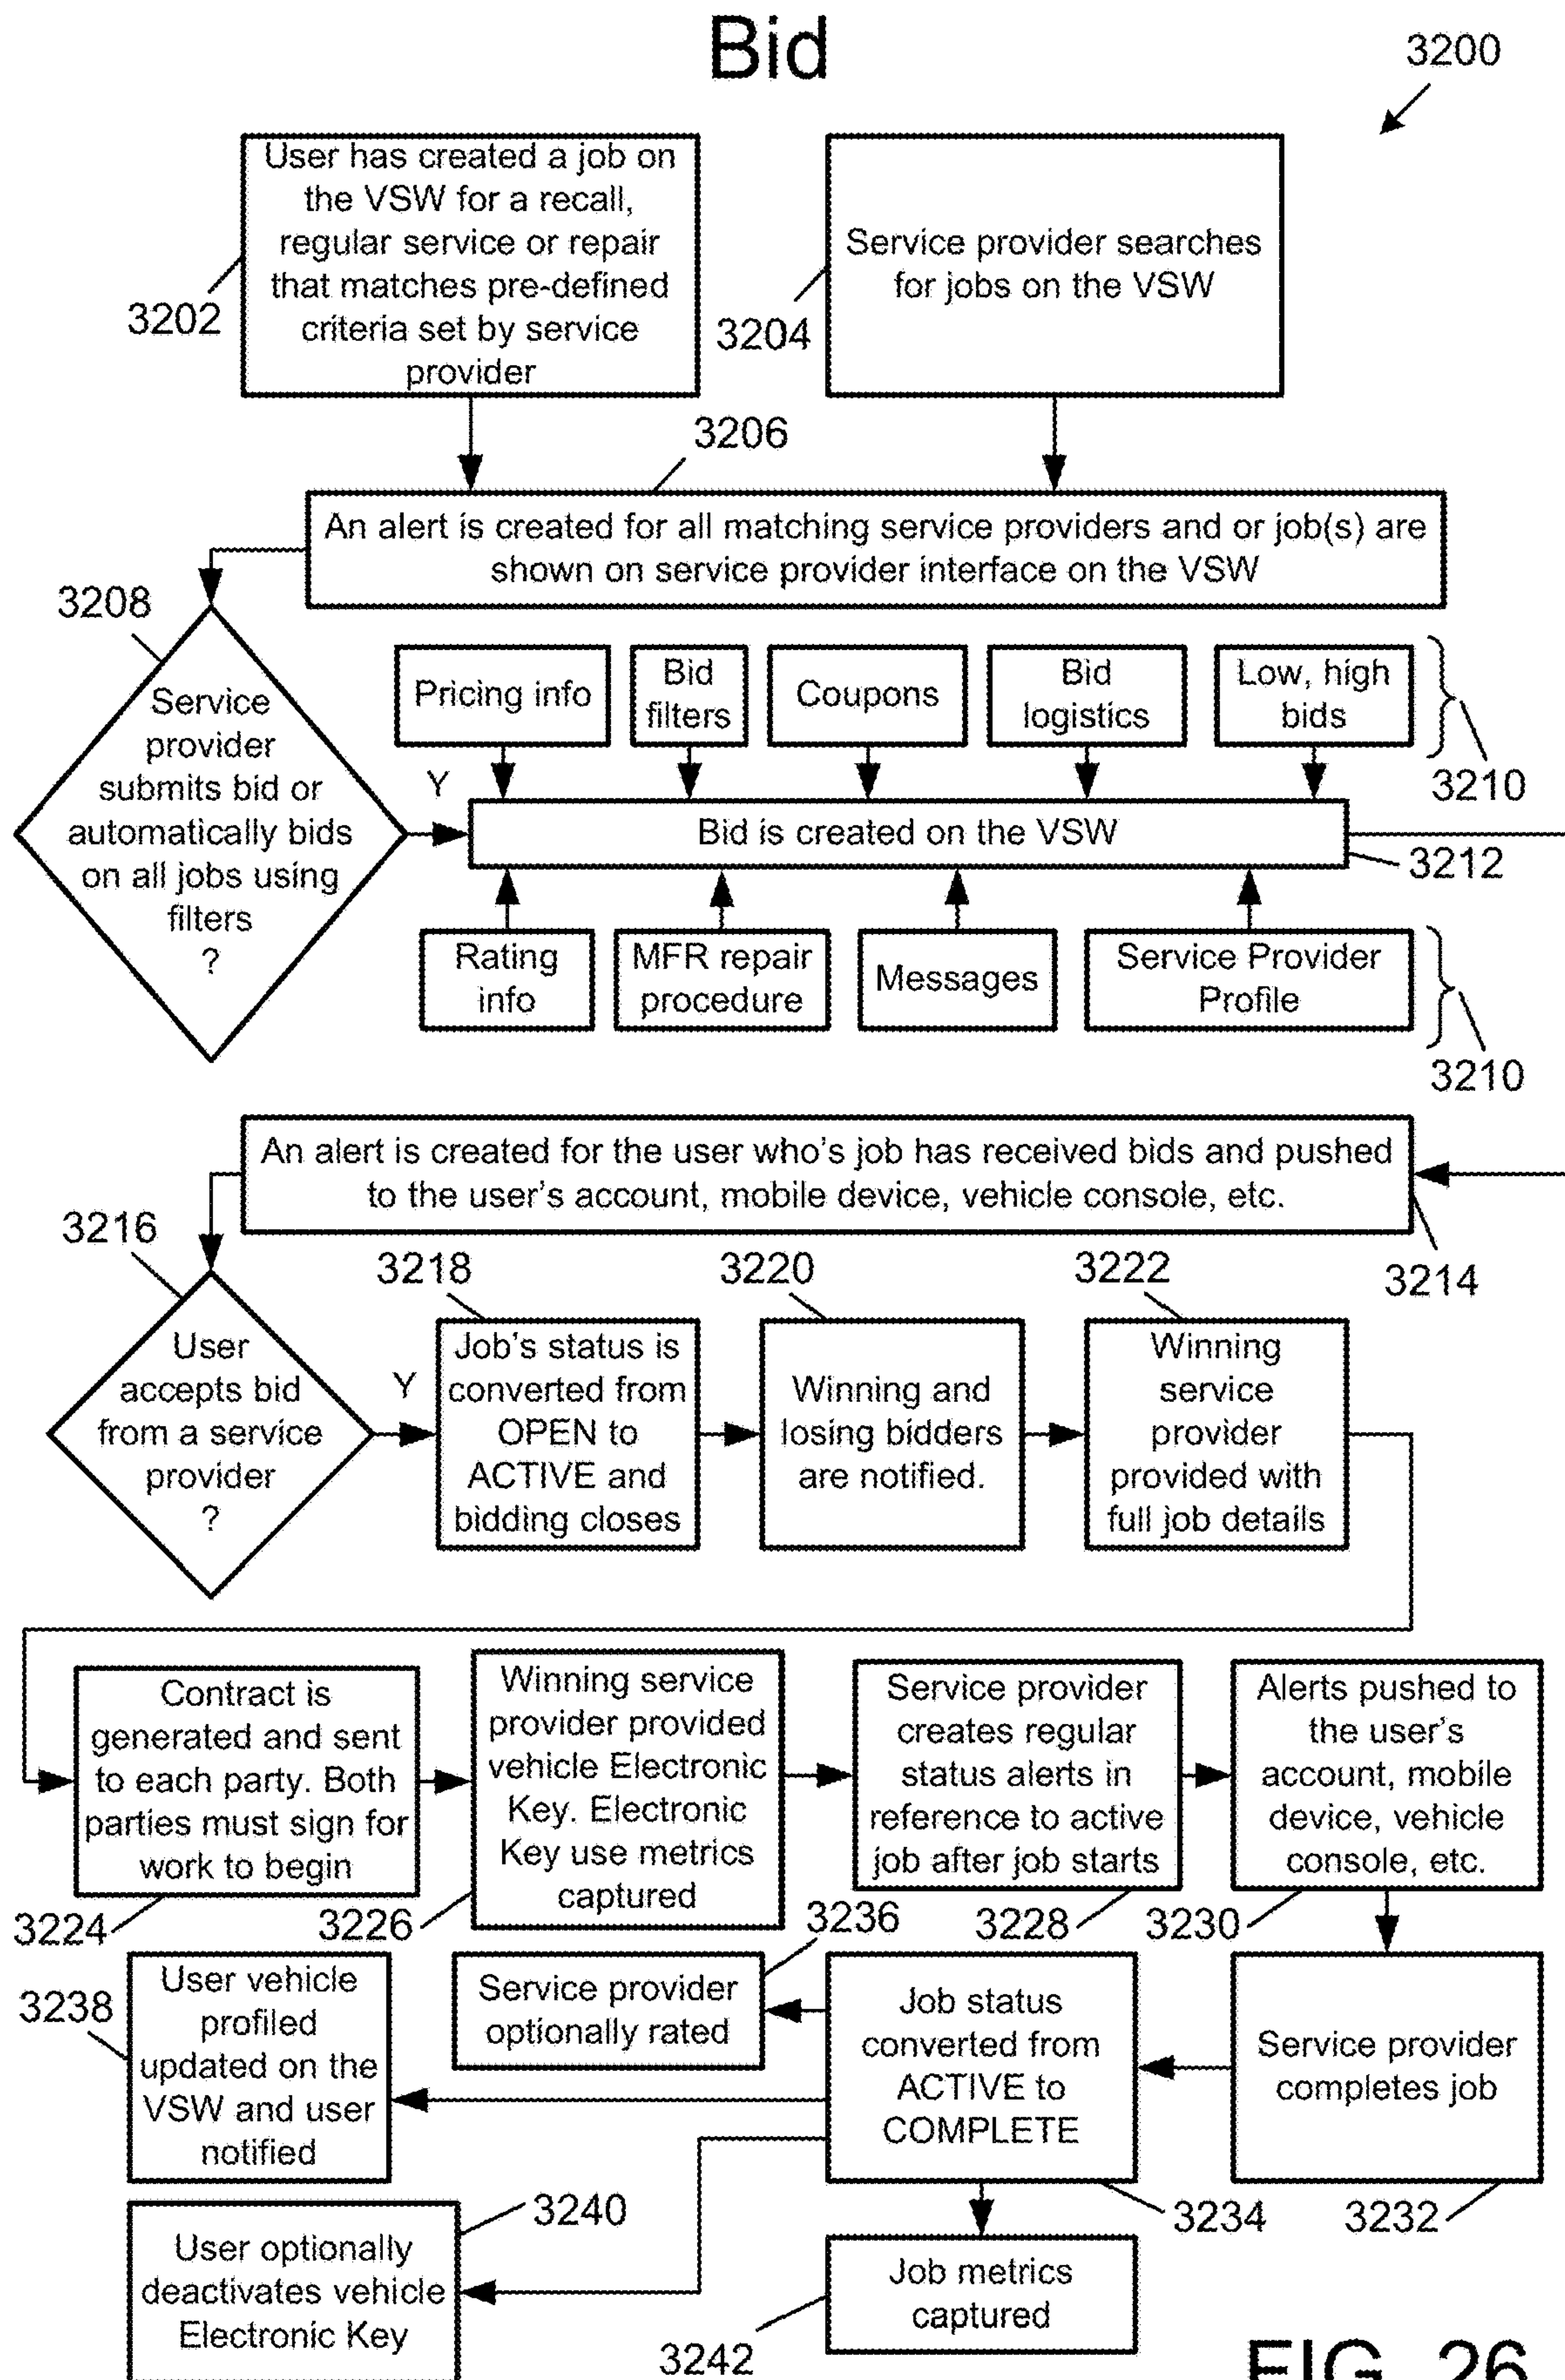 Bid
3200
User has created a job on
the VSW for a recall,
regular service or repair
that matches pre-defined
criteria set by service
provider
3202
Service provider searches
for jobs on the VSW
3204
3206
An alert is created for all matching service providers and or job(s) are
shown on service provider interface on the VSW
3208
Service
provider
submits bid or
automatically bids
on all jobs using
filters
?
Y
Pricing info
Bid
filters
Coupons
Bid
logistics
Low, high
bids
3210
Bid is created on the VSW
3212
Rating
info
MFR repair
procedure
Messages
Service Provider
Profile
3210
An alert is created for the user who's job has received bids and pushed
to the user's account, mobile device, vehicle console, etc.
3214
3216
User
accepts bid
from a service
provider
?
Y
3218
Job's status is
converted from
OPEN to
ACTIVE and
bidding closes
3220
Winning and
losing bidders
are notified.
3222
Winning
service
provider
provided with
full job details
Contract is
generated and sent
to each party. Both
parties must sign for
work to begin
3224
Winning service
provider provided
vehicle Electronic
Key. Electronic
Key use metrics
captured
3226
Service provider
creates regular
status alerts in
reference to active
job after job starts
3228
Alerts pushed to
the user's
account, mobile
device, vehicle
console, etc.
3230
3238
User vehicle
profiled
updated on the
VSW and user
notified
3236
Service provider
optionally rated
Job status
converted from
ACTIVE to
COMPLETE
3234
Service provider
completes job
3232
User optionally
deactivates vehicle
Electronic Key
3240
Job metrics
captured
3242
FIG. 26